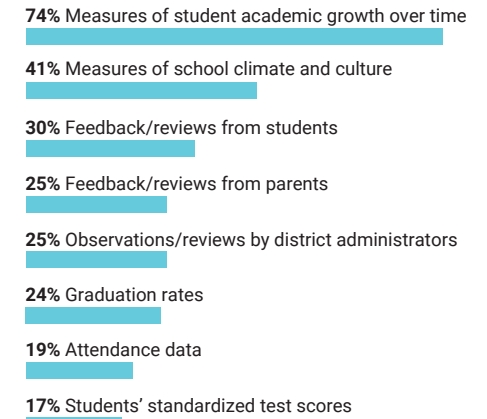 74% Measures of student academic growth over time
41% Measures of school climate and culture
30% Feedback/reviews from students
25% Feedback/reviews from parents
25% Observations/reviews by district administrators
24% Graduation rates
19% Attendance data
17% Students’ standardized test scores